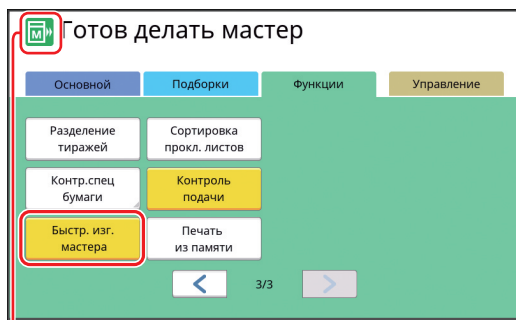 M
Готов делать мастер
Основной Подборки Функции Управление
Разделение
тиражей
Сортировка
прокл. листов
Контр.спец
бумаги
Контроль
подачи
Быстр. изг.
мастера
Печать
из памяти
3/3